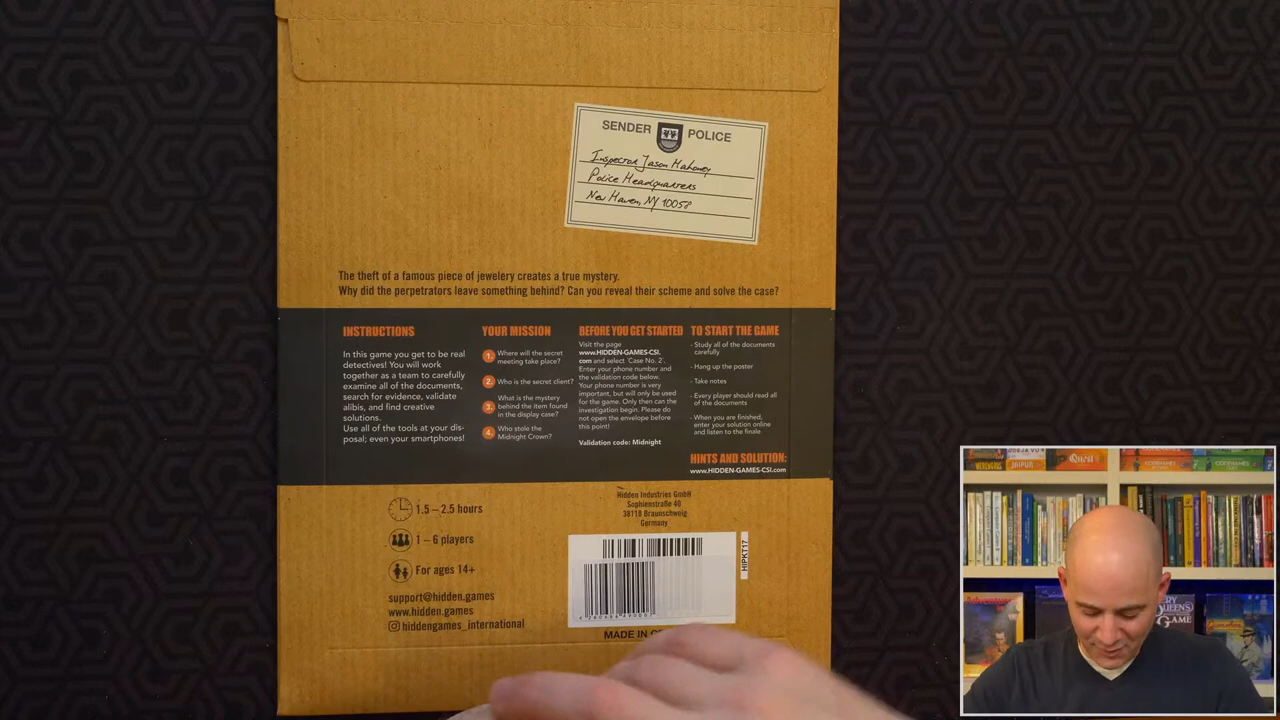 SENDER POLICE
Inspector Jason Mahoney
Police Headquarters
New Haven, NY 10058
The theft of a famous piece of jewelery creates a true mystery.
Why did the perpetrators leave something behind? Can you reveal their scheme and solve the case?
INSTRUCTIONS
In this game you get to be real
detectives! You will work
together as a team to carefully
examine all of the documents,
search for evidence, validate
alibis, and find creative
solutions.
Use all of the tools at your dis-
posal; even your smartphones!
YOUR MISSION
1. Where will the secret
meeting take place?
2. Who is the secret client?
3. What is the mystery
behind the item found
in the display case?
4. Who stole the
Midnight Crown?
BEFORE YOU GET STARTED
Visit the page
www.HIDDEN-GAMES-CSI.
com and select 'Case No. 2'.
Enter your phone number and
the validation code below.
Your phone number is very
important, but will only be used
for the game. Only then can the
investigation begin. Please do
not open the envelope before
this point!
Validation code: Midnight
TO START THE GAME
- Study all of the documents
carefully
- Hang up the poster
- Take notes
- Every player should read all
of the documents
- When you are finished,
enter your solution online
and listen to the finale
HINTS AND SOLUTION:
www.HIDDEN-GAMES-CSI.com
1.5 – 2.5 hours
1 – 6 players
For ages 14+
support@hidden.games
www.hidden.games
hiddengames_international
Hidden Industries GmbH
Sophienstraße 40
38118 Braunschweig
Germany
HIPK117
MADE IN
Quest
JAIPUR
GAME